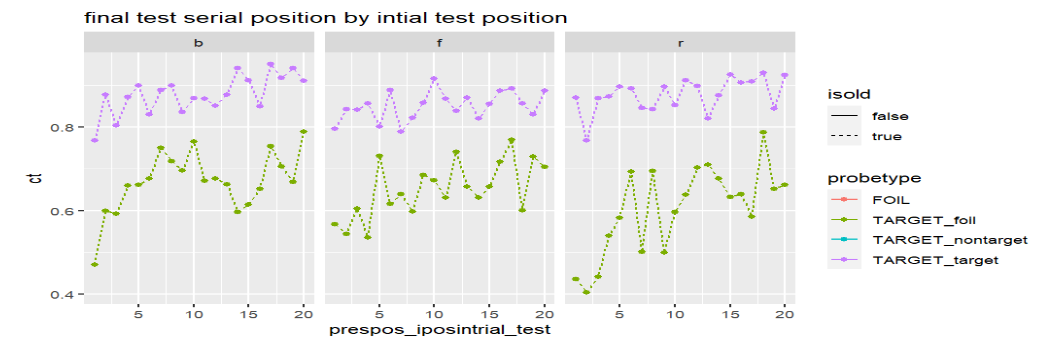 final test serial position by intial test position
b f r
0.8
0.6
0.4
ct
5 10 15 20 5 10 15 20 5 10 15 20
prespos_iposintrial_test
isold
false
true
probetype
FOIL
TARGET_foil
TARGET_nontarget
TARGET_target